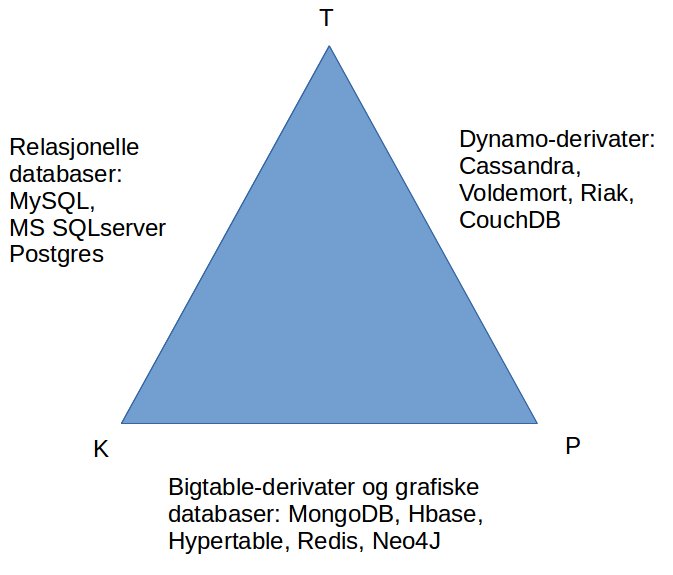 T
Relasjonelle
databaser:
MySQL,
MS SQLserver
Postgres
Dynamo-derivater:
Cassandra,
Voldemort, Riak,
CouchDB
K
P
Bigtable-derivater og grafiske
databaser: MongoDB, Hbase,
Hypertable, Redis, Neo4J